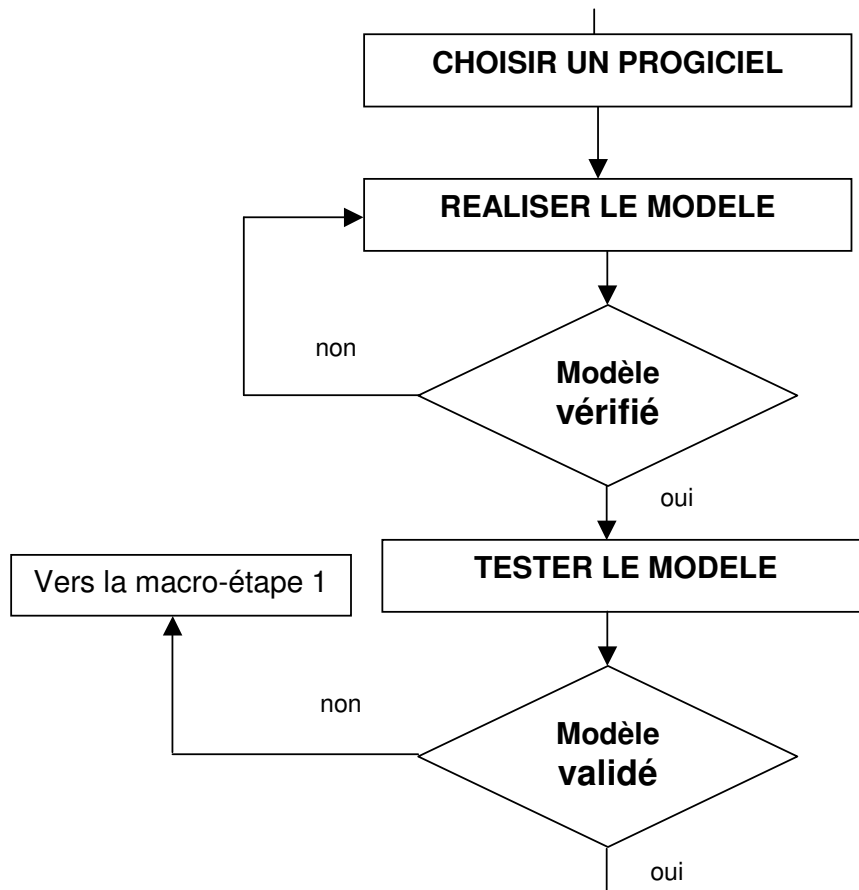 CHOISIR UN PROGICIEL
REALISER LE MODELE
non
Modèle
vérifié
oui
TESTER LE MODELE
Vers la macro-étape 1
non
Modèle
validé
oui